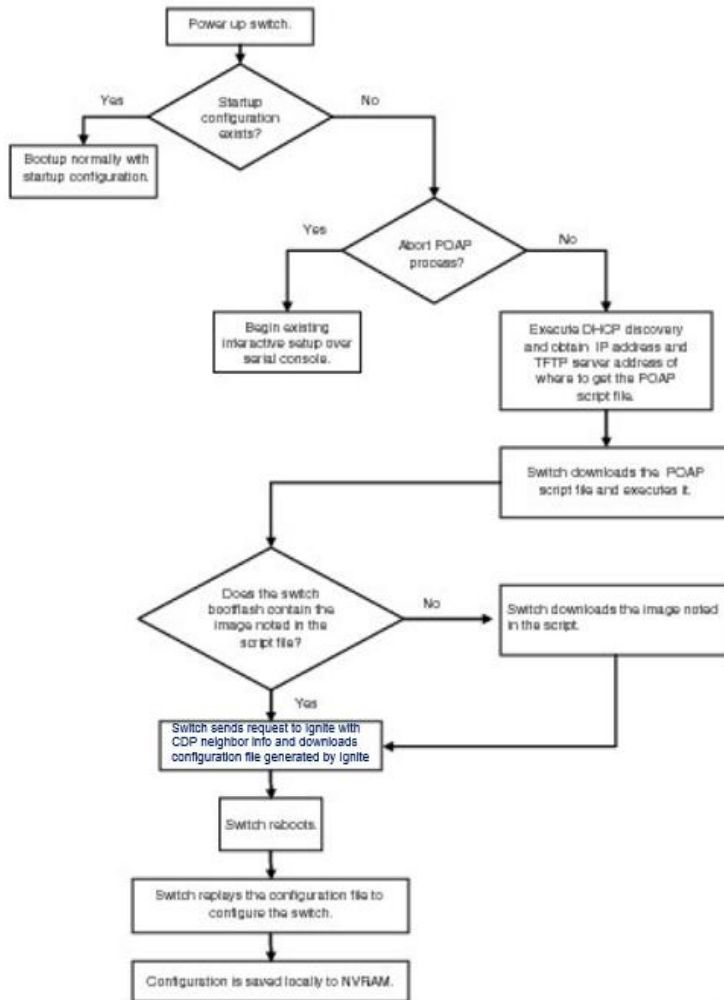 Power up switch.
Yes
No
Startup
configuration
exists?
Bootup normally with
startup configuration.
Yes
No
Abort POAP
process?
Begin existing
interactive setup over
serial console.
Execute DHCP discovery
and obtain IP address and
TFTP server address of
where to get the POAP
script file.
Switch downloads the POAP
script file and executes it.
Does the switch
bootflash contain the
image noted in the
script file?
No
Switch downloads the image noted
in the script.
Yes
Switch sends request to Ignite with
CDP neighbor info and downloads
configuration file generated by Ignite
Switch reboots.
Switch replays the configuration file to
configure the switch.
Configuration is saved locally to NVRAM.